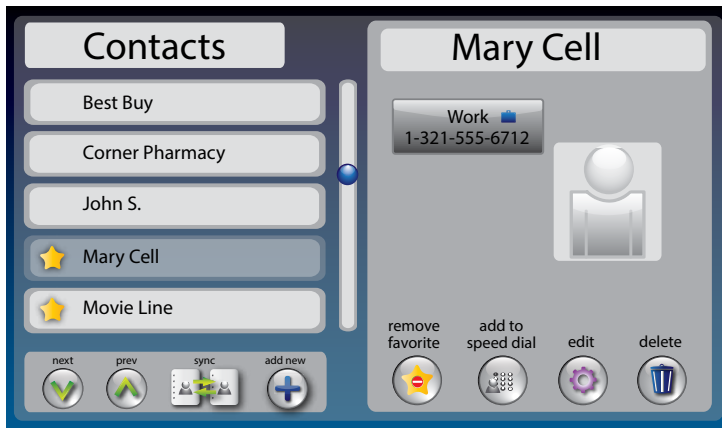 Contacts
Best Buy
Corner Pharmacy
John S.
Mary Cell
Movie Line
next prev sync add new
Mary Cell
Work
1-321-555-6712
remove
favorite
add to
speed dial
edit
delete